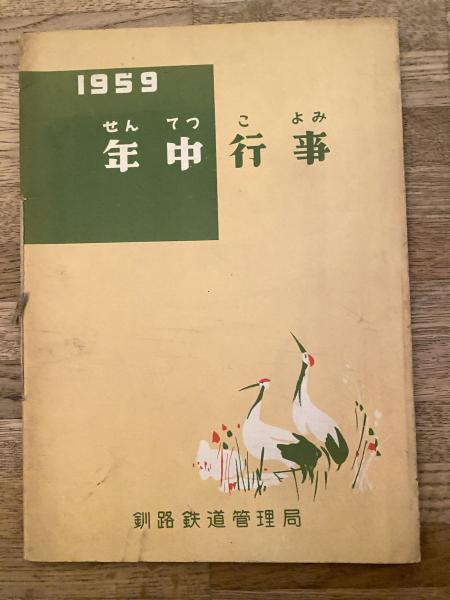 1959
せん てつ こ よみ
年中行事
釧路鉄道管理局